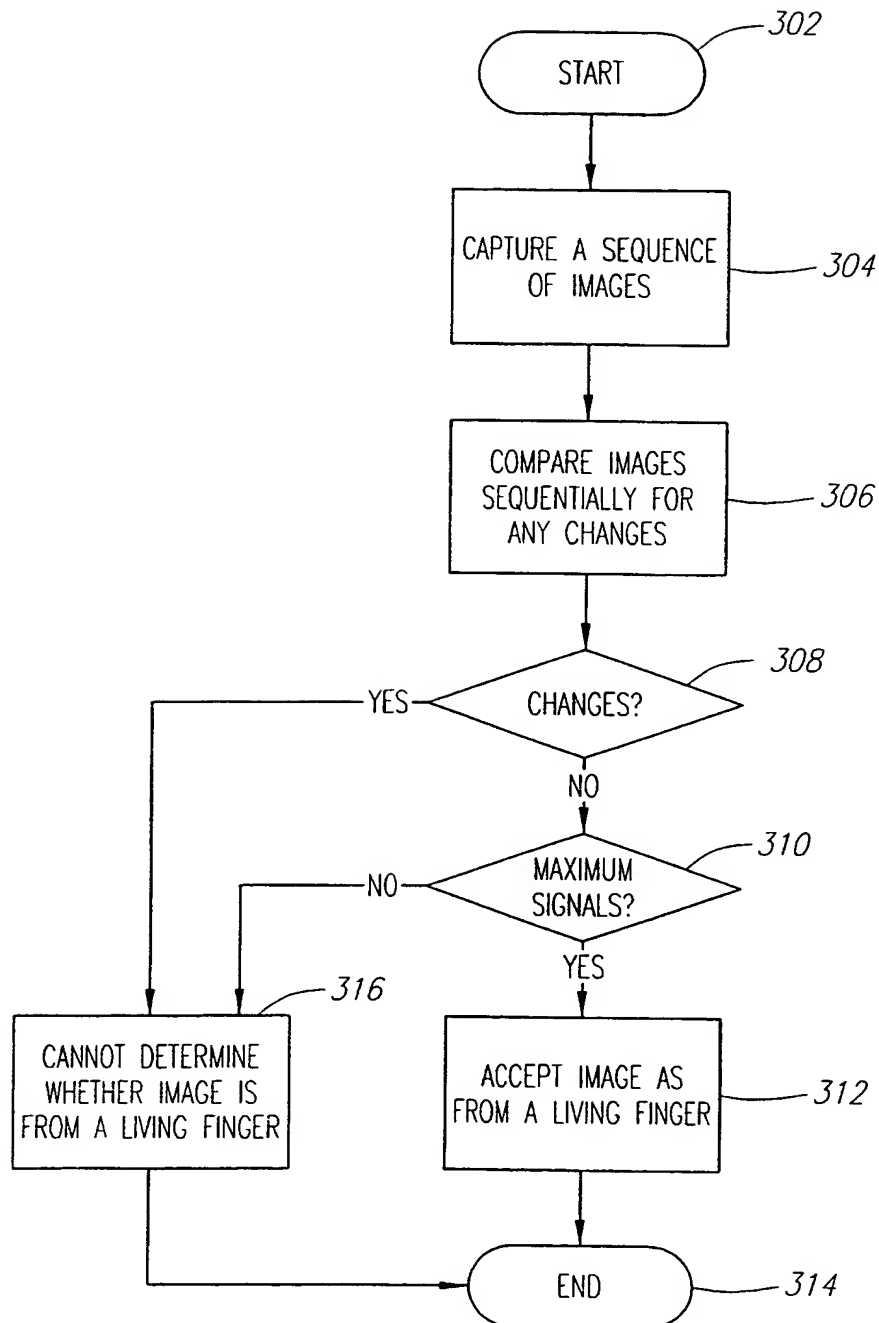 302
START
CAPTURE A SEQUENCE
OF IMAGES
304
COMPARE IMAGES
SEQUENTIALLY FOR
ANY CHANGES
306
308
CHANGES?
YES
NO
310
MAXIMUM
SIGNALS?
NO
YES
316
CANNOT DETERMINE
WHETHER IMAGE IS
FROM A LIVING FINGER
ACCEPT IMAGE AS
FROM A LIVING FINGER
312
END
314